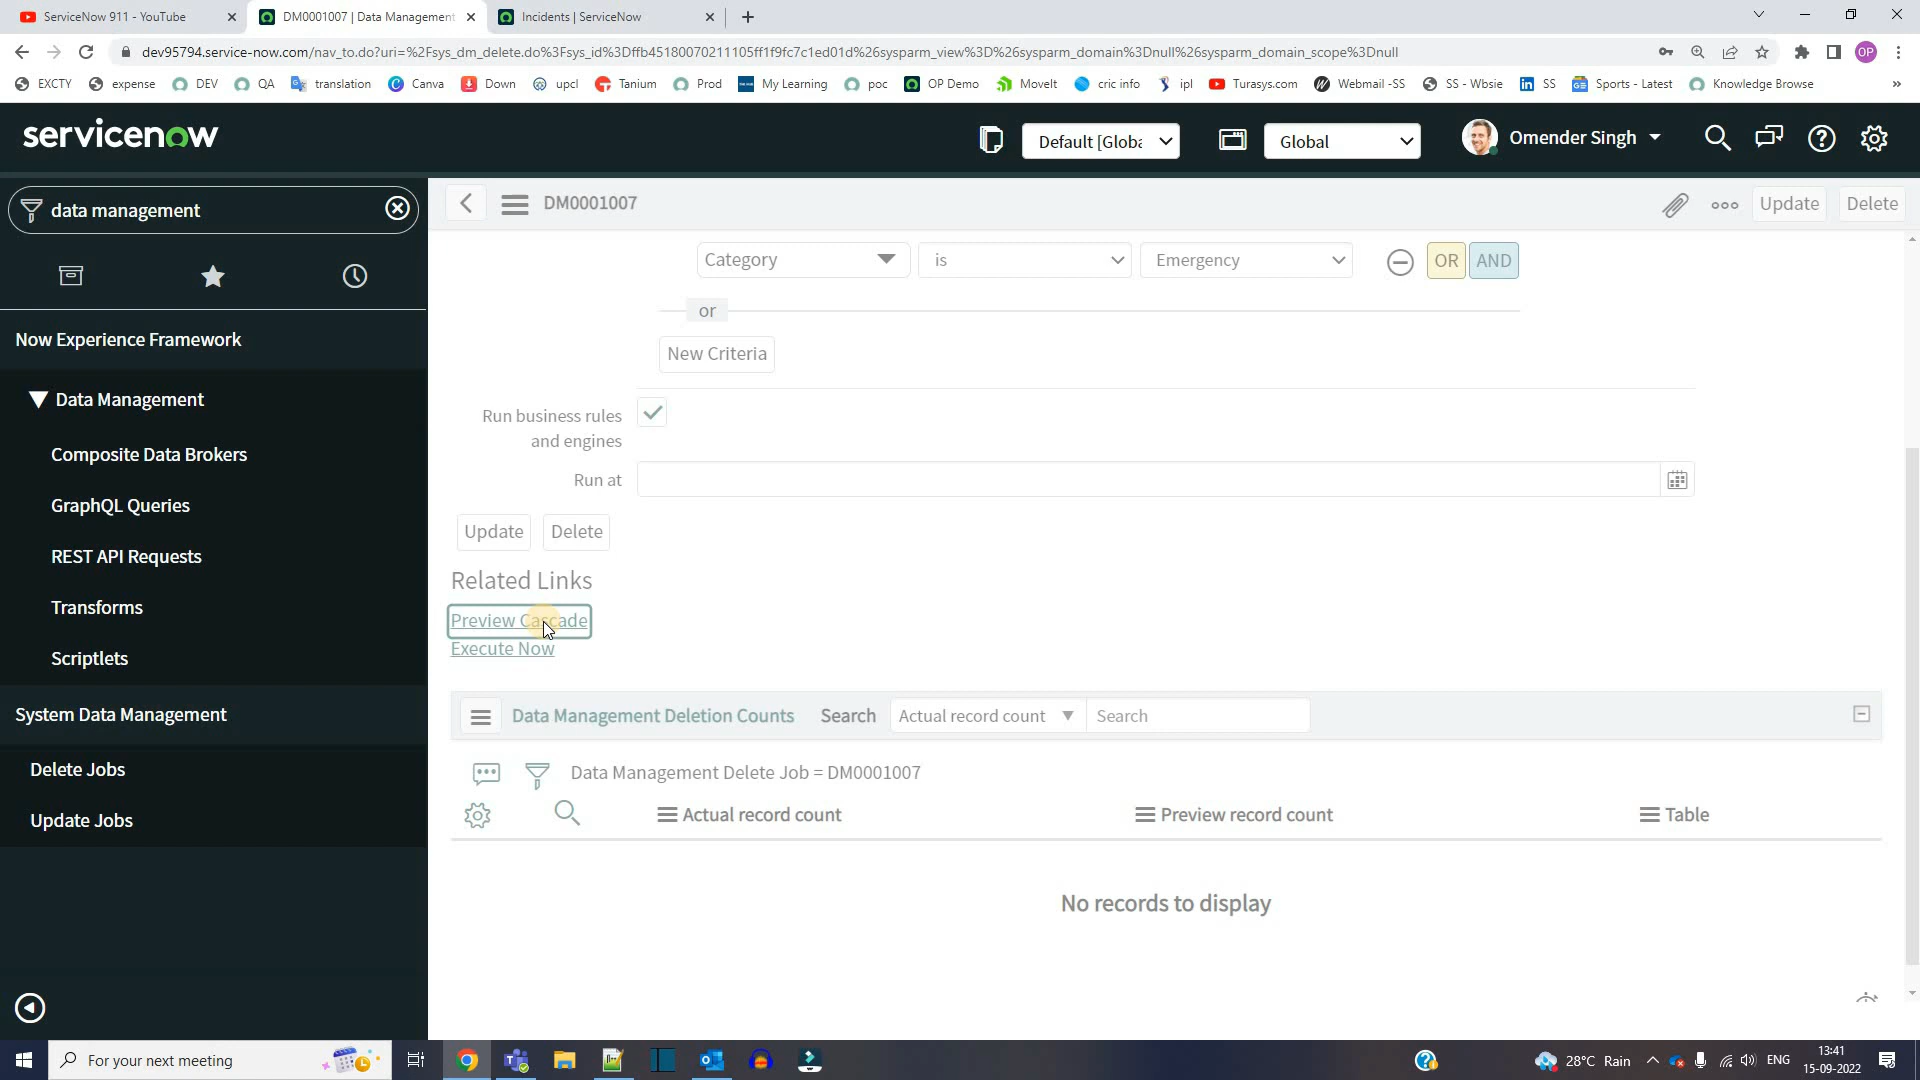 ServiceNow 911 - YouTube
DM0001007 | Data Management
Incidents | ServiceNow
dev95794.service-now.com/nav_to.do?uri=%2Fsys_dm_delete.do%3Fsys_id%3Dffb45180070211105ff1f9fc7c1ed01d%26sysparm_view%3D%26sysparm_domain%3Dnull%26sysparm_domain_scope%3Dnull
OP
EXCTY
expense
DEV
QA
translation
Canva
Down
upcl
Tanium
Prod
My Learning
poc
OP Demo
MoveIt
cric info
ipl
Turasys.com
Webmail -SS
SS - Wbsie
SS
Sports - Latest
Knowledge Browse
»
servicenow
Default [Globa
Global
Omender Singh
data management
Now Experience Framework
Data Management
Composite Data Brokers
GraphQL Queries
REST API Requests
Transforms
Scriptlets
System Data Management
Delete Jobs
Update Jobs
DM0001007
Update
Delete
Category
is
Emergency
OR
AND
or
New Criteria
Run business rules
and engines
Run at
Update
Delete
Related Links
Preview Cascade
Execute Now
Data Management Deletion Counts
Search
Actual record count
Search
Data Management Delete Job = DM0001007
Actual record count
Preview record count
Table
No records to display
For your next meeting
28°C Rain
ENG
13:41
15-09-2022